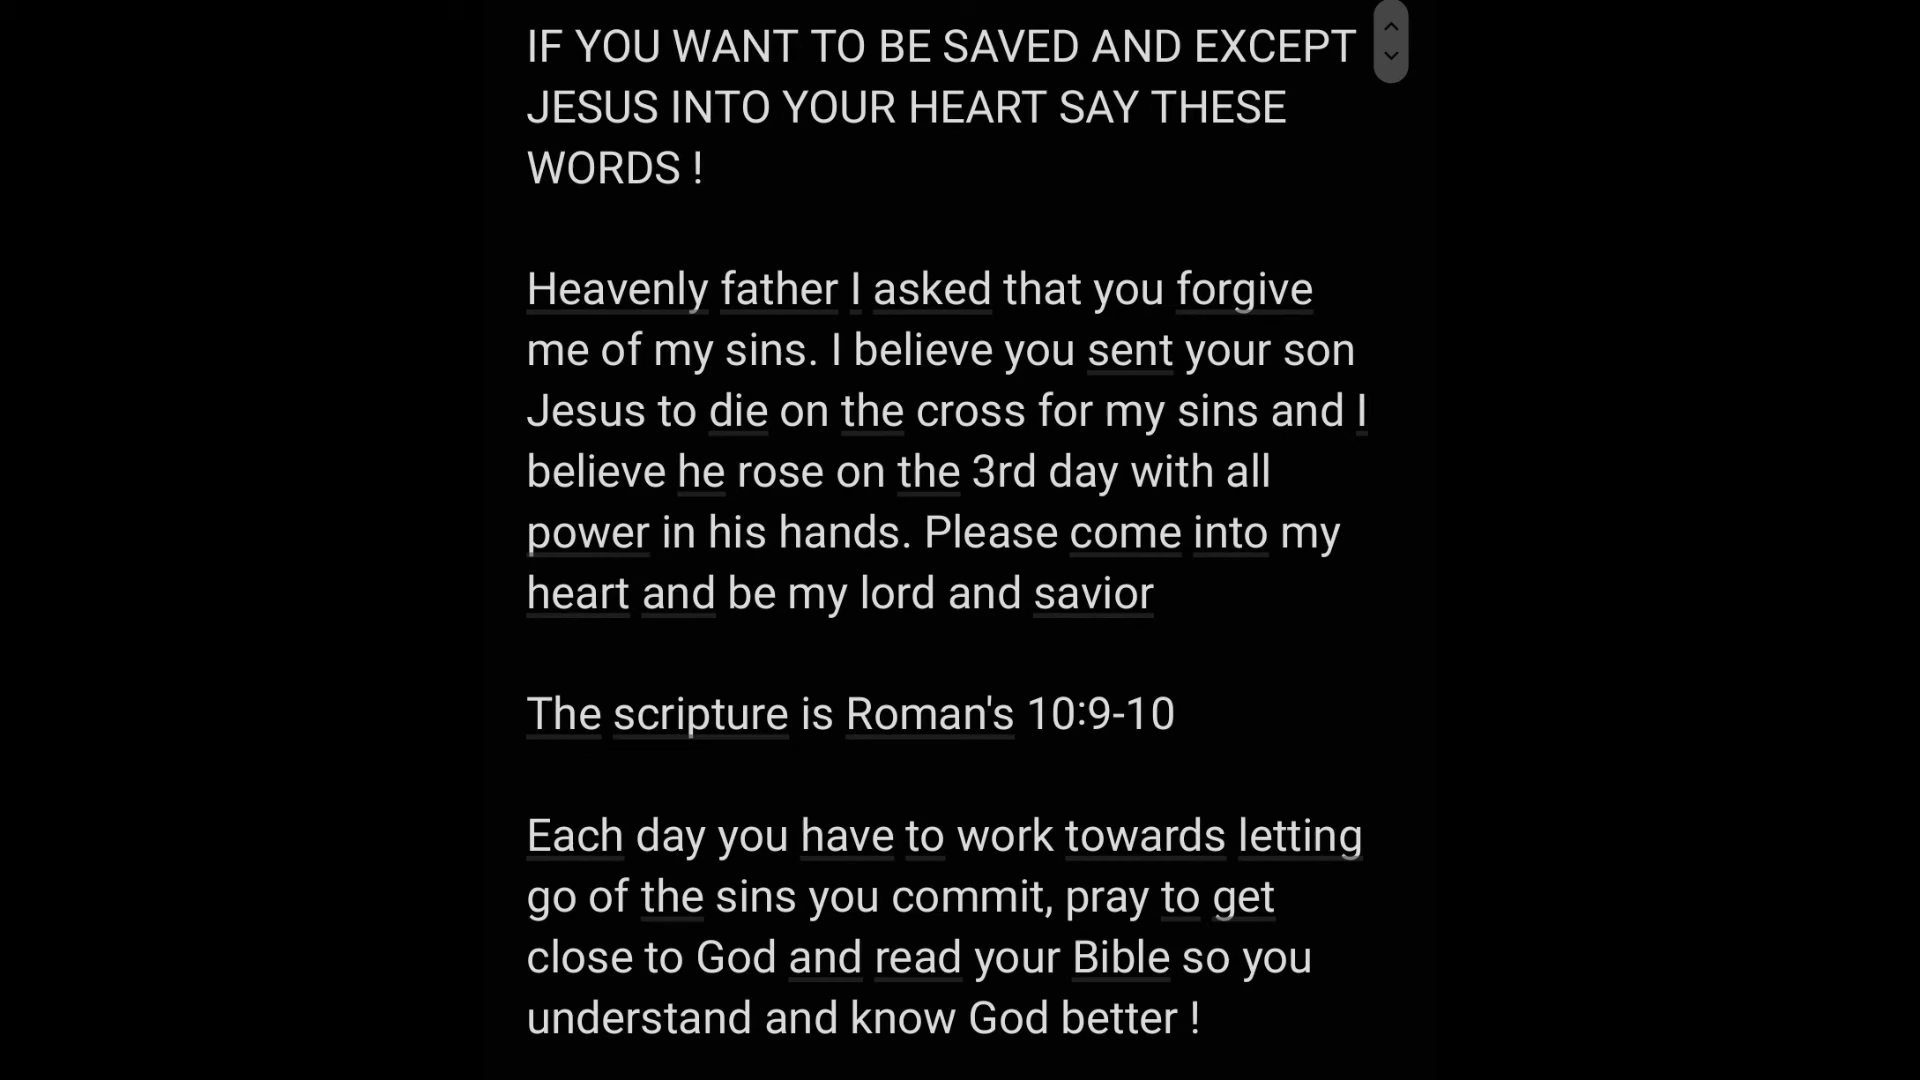 IF YOU WANT TO BE SAVED AND EXCEPT
JESUS INTO YOUR HEART SAY THESE
WORDS !
Heavenly father I asked that you forgive
me of my sins. I believe you sent your son
Jesus to die on the cross for my sins and I
believe he rose on the 3rd day with all
power in his hands. Please come into my
heart and be my lord and savior
The scripture is Roman's 10:9-10
Each day you have to work towards letting
go of the sins you commit, pray to get
close to God and read your Bible so you
understand and know God better !